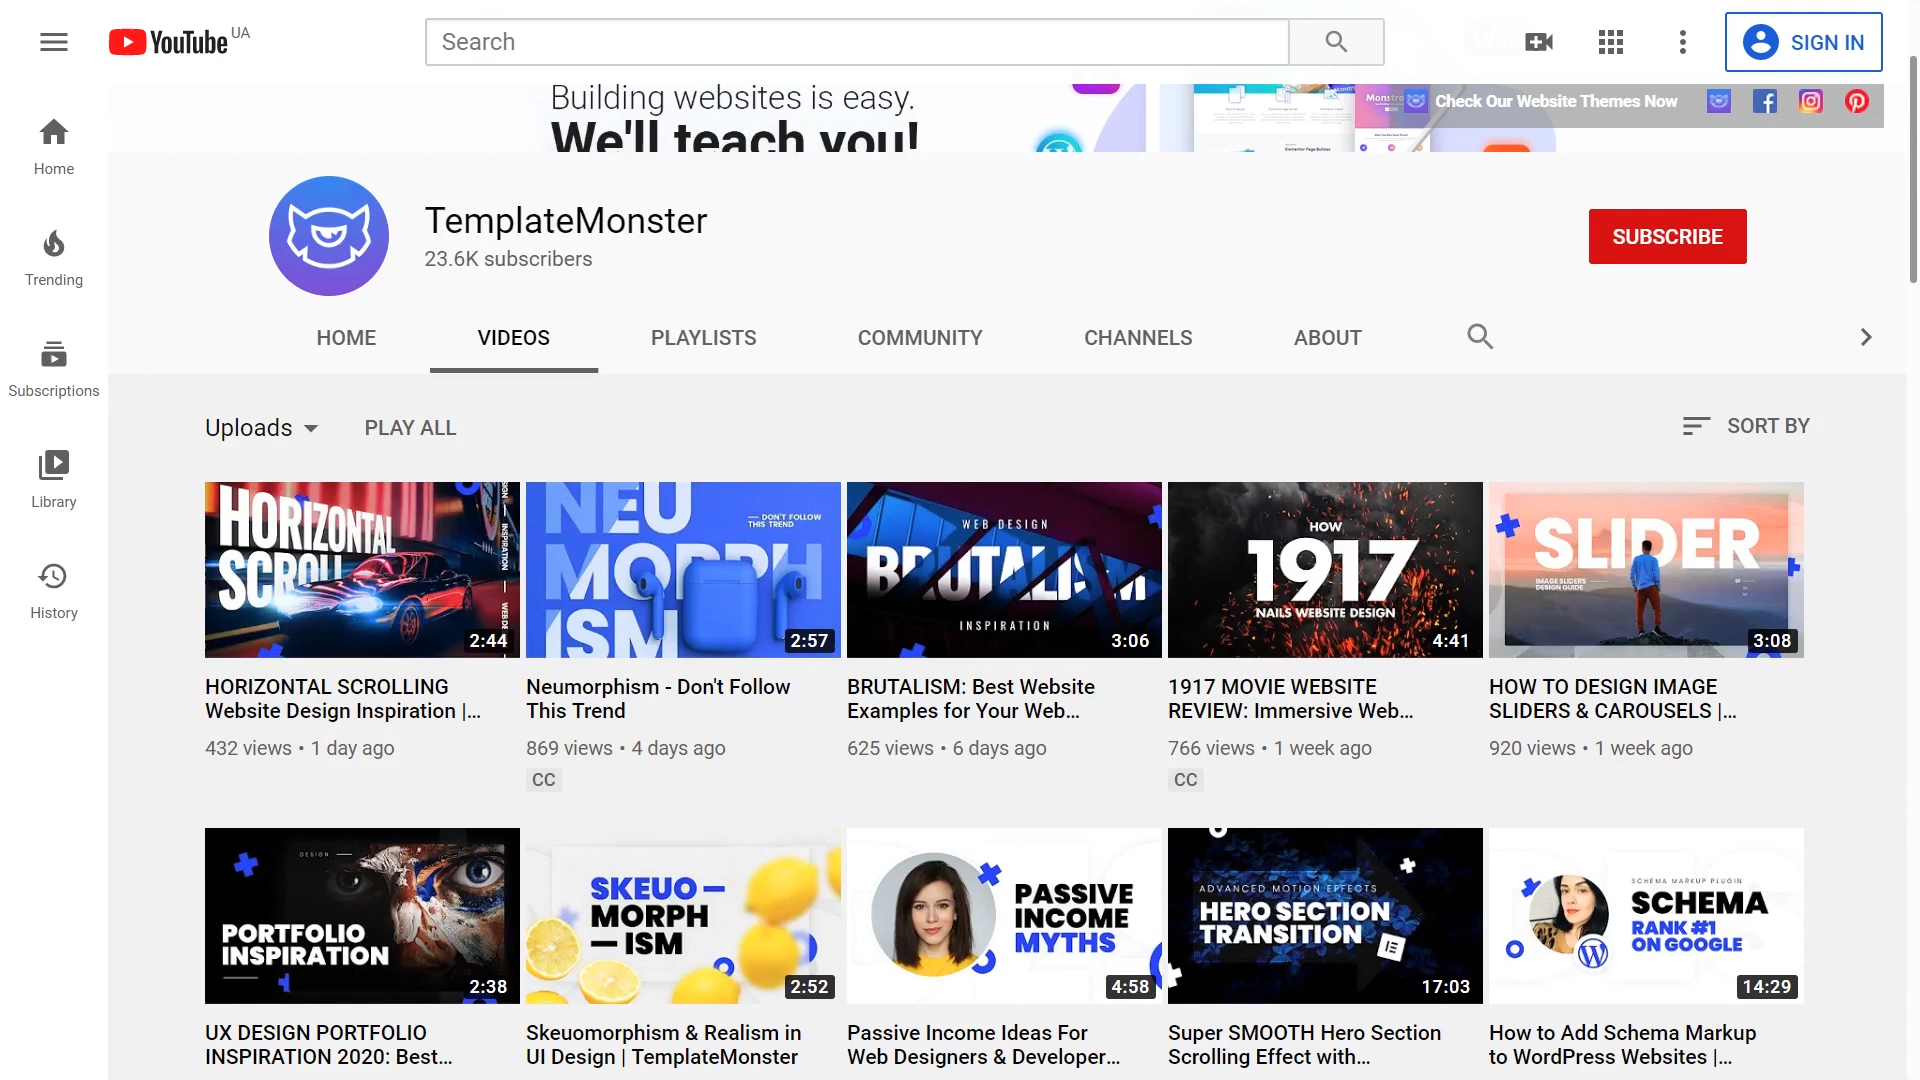 YouTube UA
Search
SIGN IN
Building websites is easy.
We'll teach you!
Check Our Website Themes Now
Home
Trending
Subscriptions
Library
History
TemplateMonster
23.6K subscribers
SUBSCRIBE
HOME
VIDEOS
PLAYLISTS
COMMUNITY
CHANNELS
ABOUT
Uploads
PLAY ALL
SORT BY
HORIZONTAL
SCROLL
INSPIRATION
2:44
NEU
MORPH
ISM
— DON'T FOLLOW
THIS TREND
2:57
WEB DESIGN
BRUTALISM
INSPIRATION
3:06
HOW
1917
NAILS WEBSITE DESIGN
4:41
SLIDER
IMAGE SLIDERS
DESIGN GUIDE
3:08
HORIZONTAL SCROLLING
Website Design Inspiration |...
432 views • 1 day ago
Neumorphism - Don't Follow
This Trend
869 views • 4 days ago
CC
BRUTALISM: Best Website
Examples for Your Web...
625 views • 6 days ago
1917 MOVIE WEBSITE
REVIEW: Immersive Web...
766 views • 1 week ago
CC
HOW TO DESIGN IMAGE
SLIDERS & CAROUSELS |...
920 views • 1 week ago
DESIGN —
PORTFOLIO
INSPIRATION
2:38
SKEUO —
MORPH
— ISM
2:52
PASSIVE
INCOME
MYTHS
4:58
ADVANCED MOTION EFFECTS
HERO SECTION
TRANSITION
17:03
SCHEMA MARKUP PLUGIN
SCHEMA
RANK #1
ON GOOGLE
14:29
UX DESIGN PORTFOLIO
INSPIRATION 2020: Best...
Skeuomorphism & Realism in
UI Design | TemplateMonster
Passive Income Ideas For
Web Designers & Developer...
Super SMOOTH Hero Section
Scrolling Effect with...
How to Add Schema Markup
to WordPress Websites |...